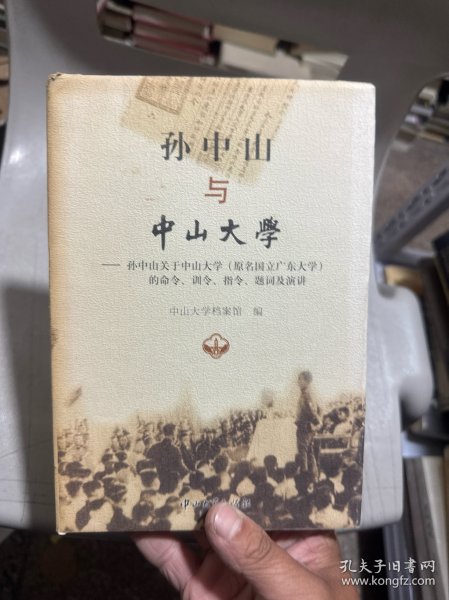 孙中山
与
中山大學
——孙中山关于中山大学（原名国立广东大学）
的命令、训令、指令、题词及演讲
中山大学档案馆 编
孔夫子旧书网
www.kongfz.com